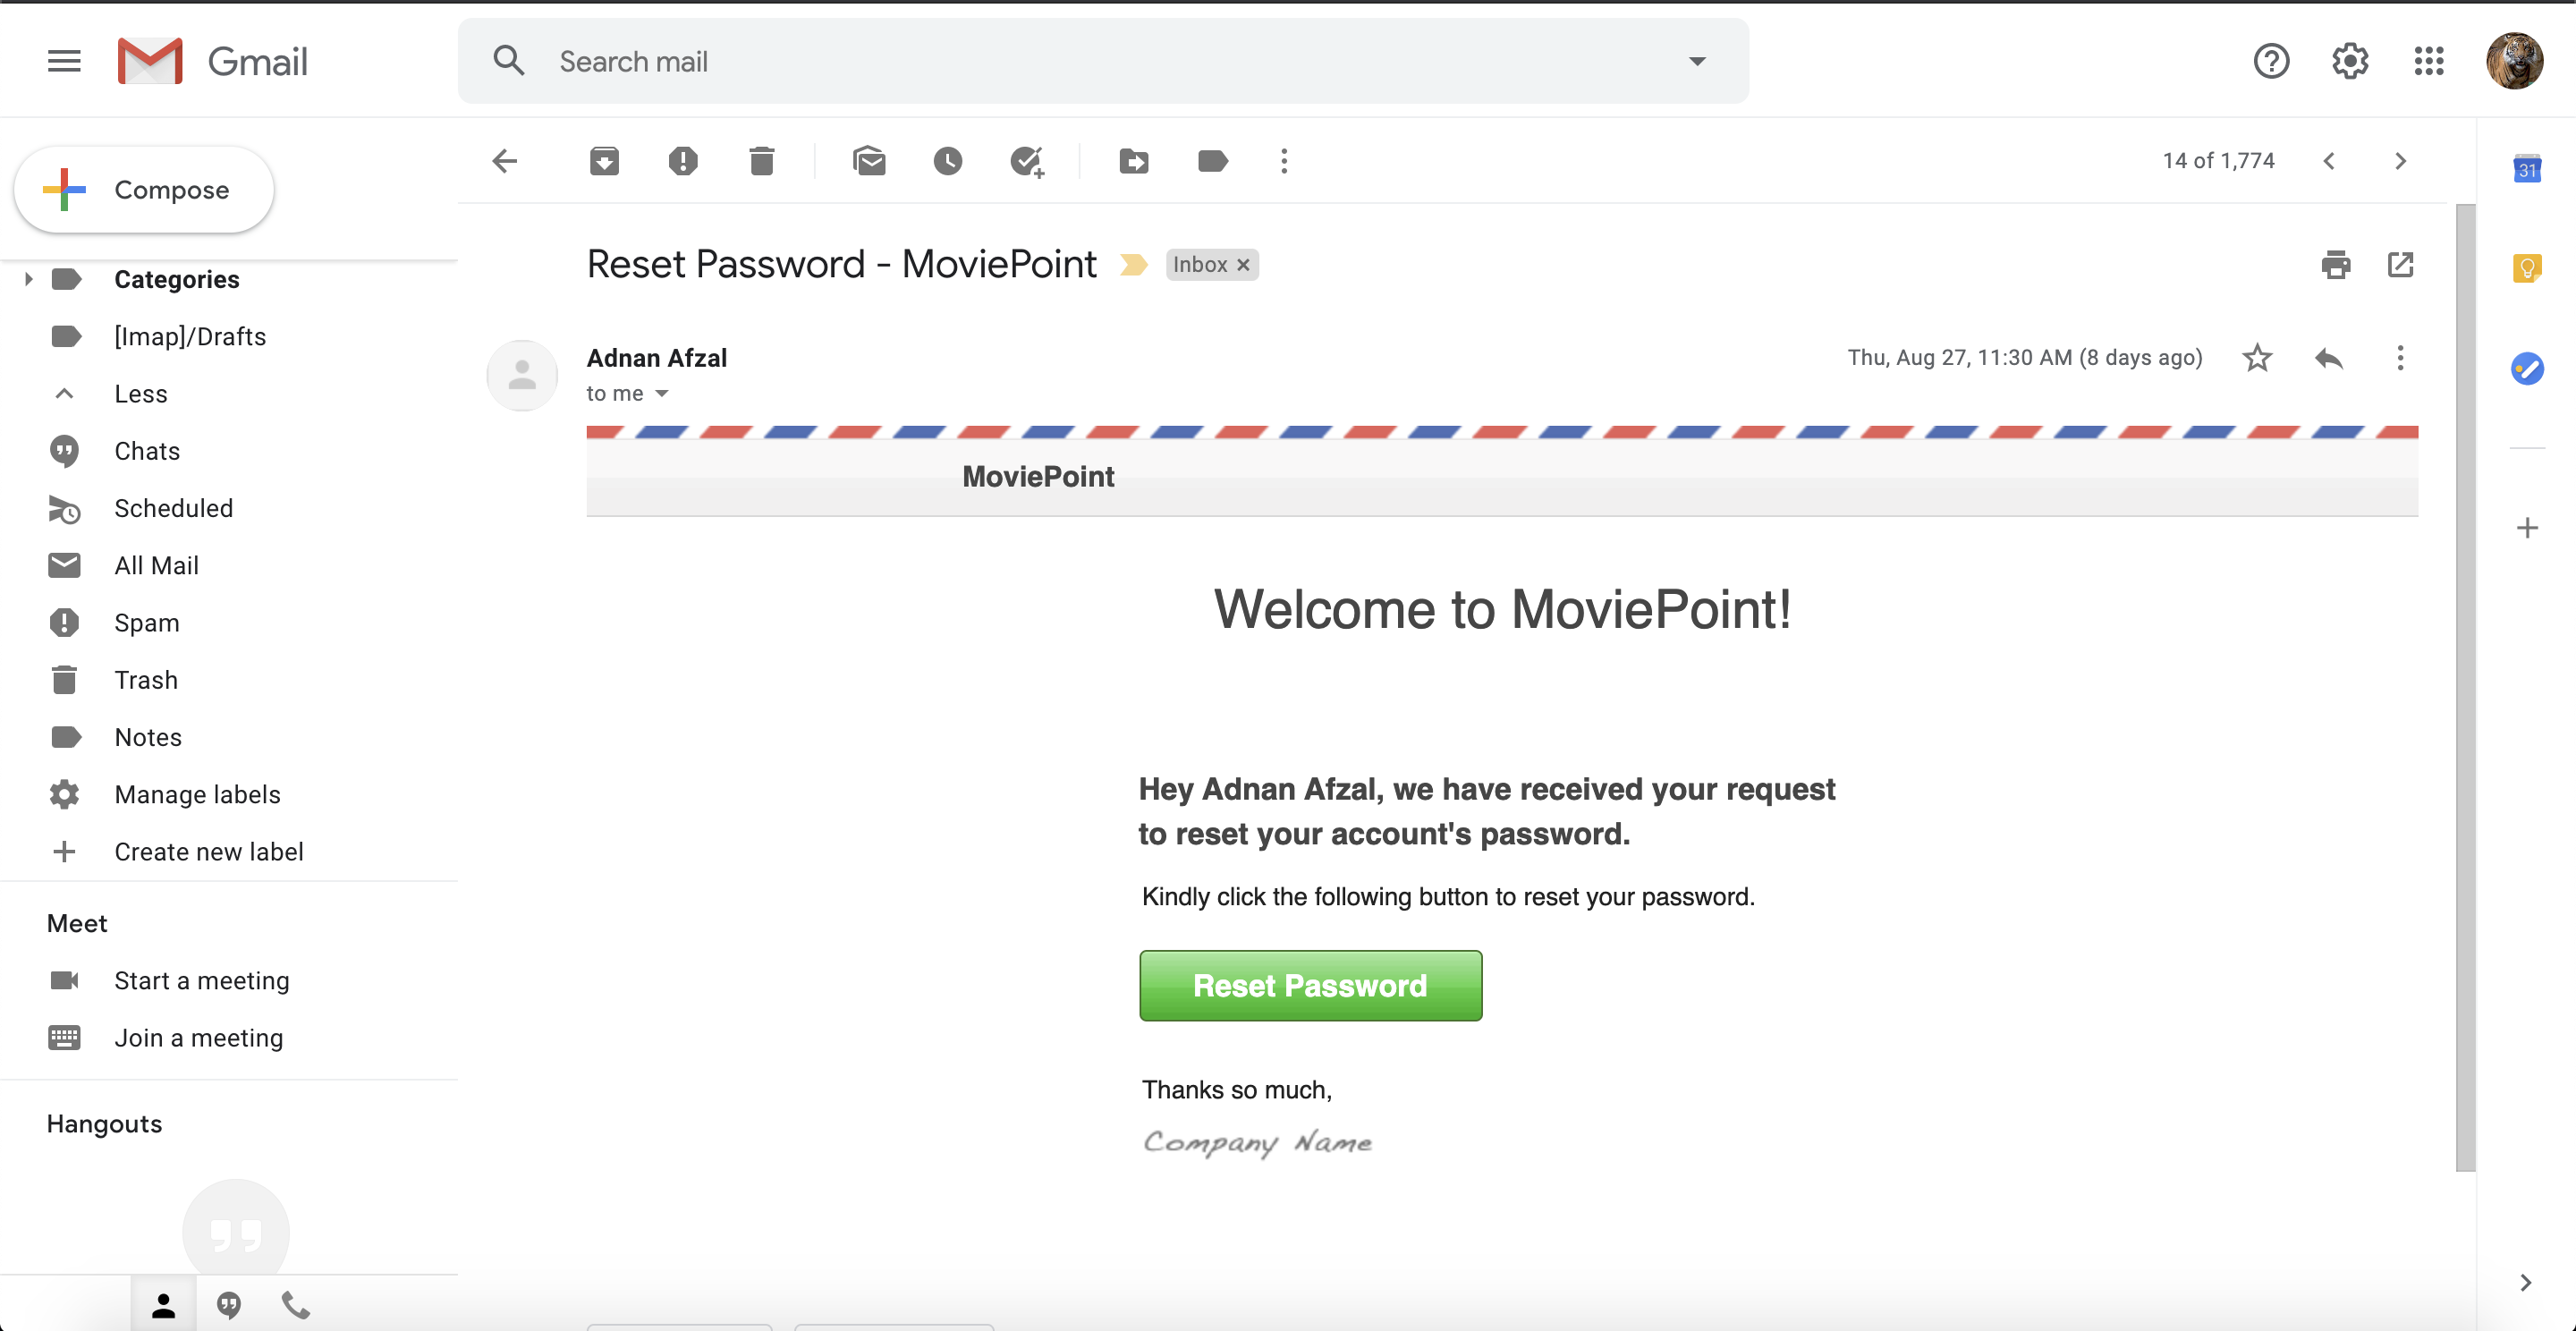 Gmail
Search mail
Compose
14 of 1,774
31
Categories
[Imap]/Drafts
Less
Chats
Scheduled
All Mail
Spam
Trash
Notes
Manage labels
Create new label
Meet
Start a meeting
Join a meeting
Hangouts
Reset Password - MoviePoint
Inbox
Adnan Afzal
Thu, Aug 27, 11:30 AM (8 days ago)
to me
MoviePoint
Welcome to MoviePoint!
Hey Adnan Afzal, we have received your request
to reset your account's password.
Kindly click the following button to reset your password.
Reset Password
Thanks so much,
Company Name